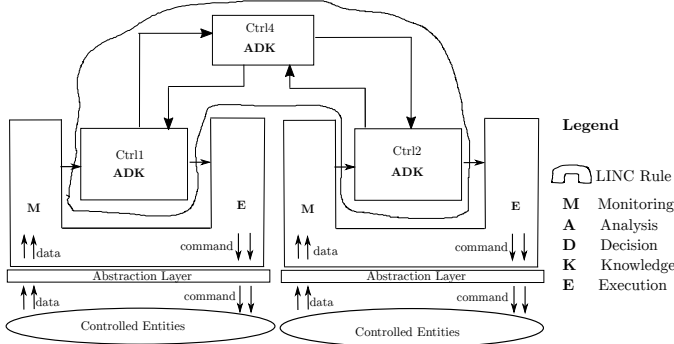 Ctrl4
ADK
Ctrl1
ADK
Ctrl2
ADK
M
E
M
E
data
command
data
command
Abstraction Layer
Abstraction Layer
data
command
data
command
Controlled Entities
Controlled Entities
Legend
LINC Rule
M Monitoring
A Analysis
D Decision
K Knowledge
E Execution